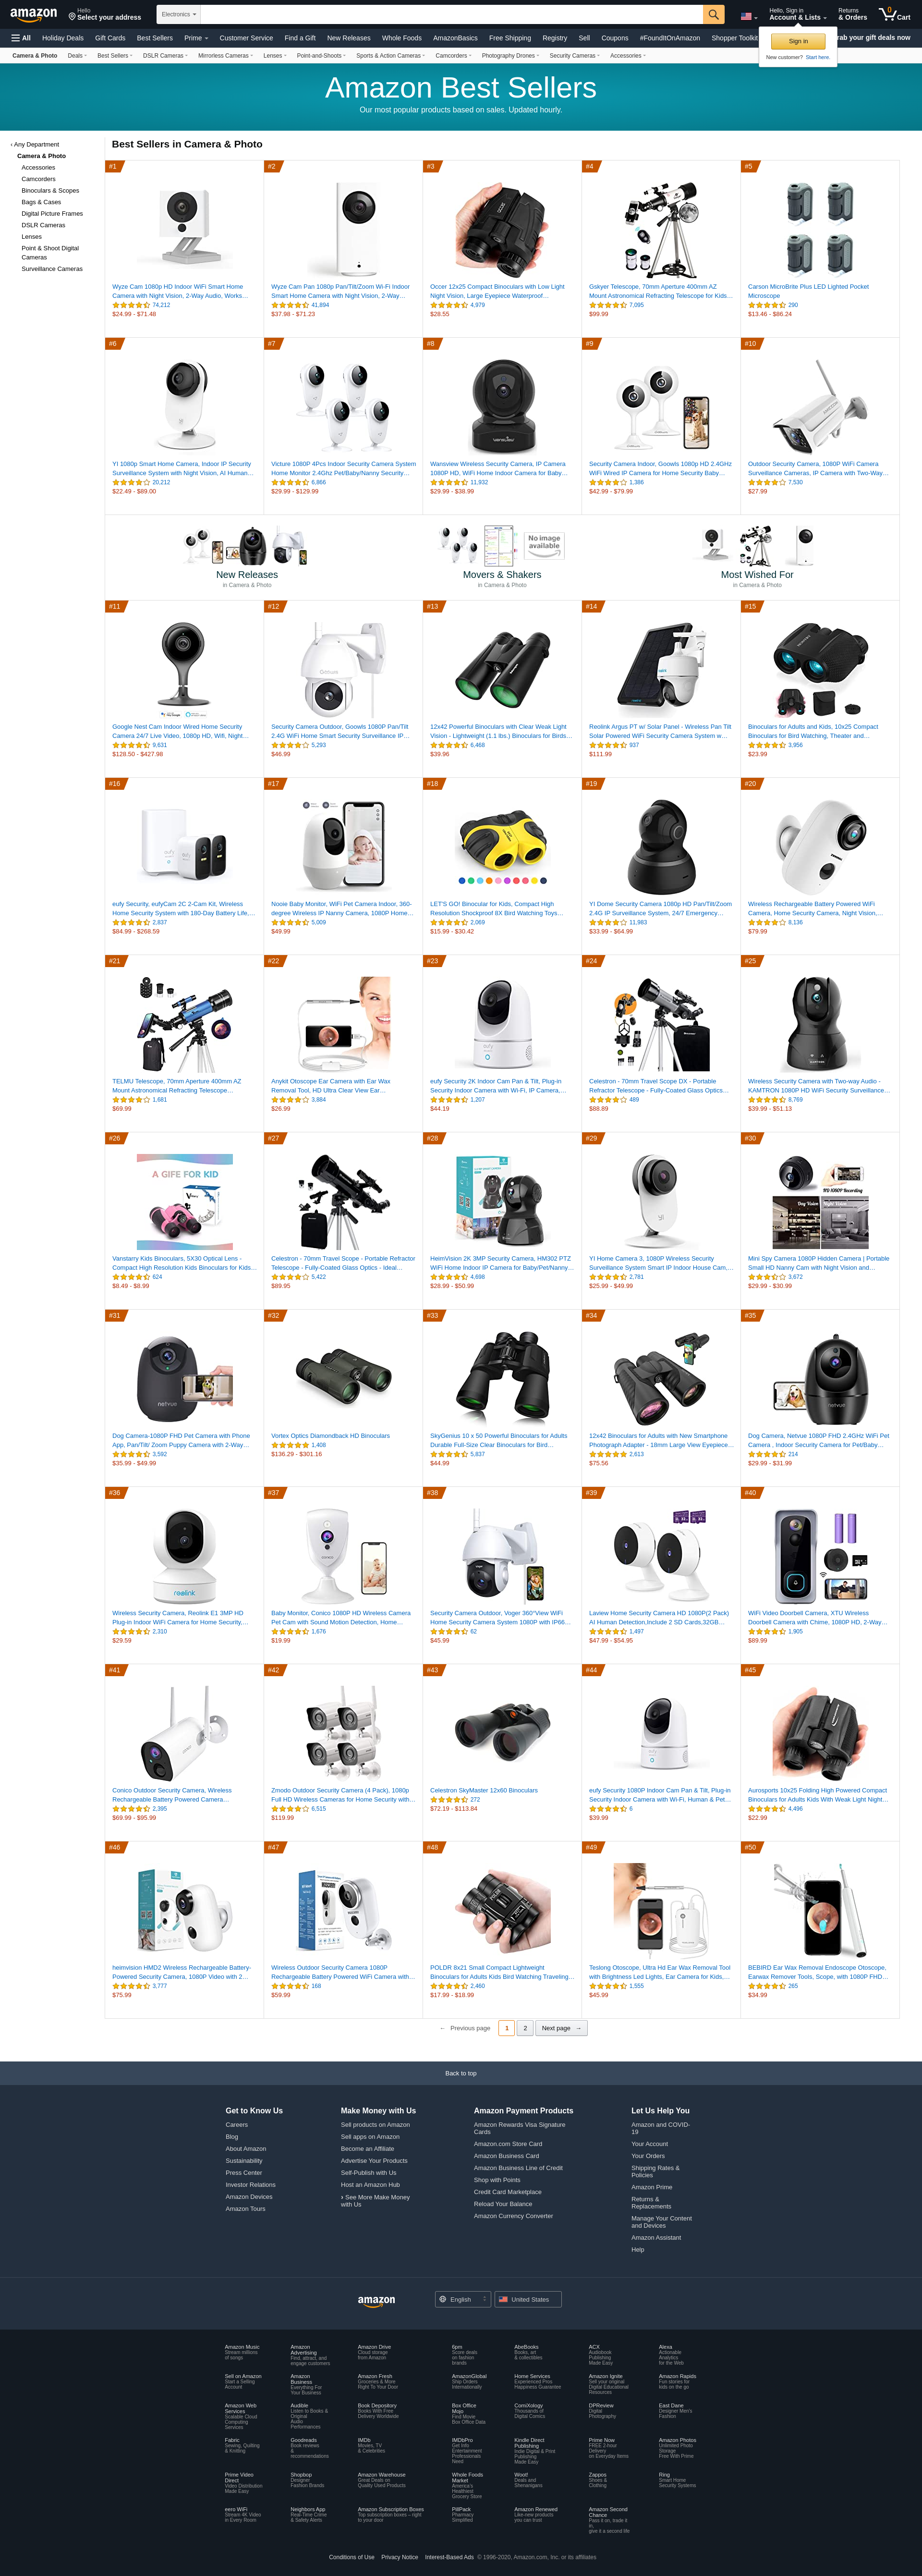 amazon
Hello
Select your address
Electronics
Hello, Sign in
Account & Lists
Returns
& Orders
0
Cart
All
Holiday Deals
Gift Cards
Best Sellers
Prime
Customer Service
Find a Gift
New Releases
Whole Foods
AmazonBasics
Free Shipping
Registry
Sell
Coupons
#FoundItOnAmazon
Shopper Toolkit
rab your gift deals now
Sign in
New customer? Start here.
Camera & Photo
Deals
Best Sellers
DSLR Cameras
Mirrorless Cameras
Lenses
Point-and-Shoots
Sports & Action Cameras
Camcorders
Photography Drones
Security Cameras
Accessories
Amazon Best Sellers
Our most popular products based on sales. Updated hourly.
‹ Any Department
Camera & Photo
Accessories
Camcorders
Binoculars & Scopes
Bags & Cases
Digital Picture Frames
DSLR Cameras
Lenses
Point & Shoot Digital
Cameras
Surveillance Cameras
Best Sellers in Camera & Photo
#1
Wyze Cam 1080p HD Indoor WiFi Smart Home
Camera with Night Vision, 2-Way Audio, Works…
74,212
$24.99 - $71.48
#2
Wyze Cam Pan 1080p Pan/Tilt/Zoom Wi-Fi Indoor
Smart Home Camera with Night Vision, 2-Way…
41,894
$37.98 - $71.23
#3
Occer 12x25 Compact Binoculars with Low Light
Night Vision, Large Eyepiece Waterproof…
4,979
$28.55
#4
Gskyer Telescope, 70mm Aperture 400mm AZ
Mount Astronomical Refracting Telescope for Kids…
7,095
$99.99
#5
Carson MicroBrite Plus LED Lighted Pocket
Microscope
290
$13.46 - $86.24
#6
YI 1080p Smart Home Camera, Indoor IP Security
Surveillance System with Night Vision, AI Human…
20,212
$22.49 - $89.00
#7
Victure 1080P 4Pcs Indoor Security Camera System
Home Monitor 2.4Ghz Pet/Baby/Nanny Security…
6,866
$29.99 - $129.99
#8
Wansview Wireless Security Camera, IP Camera
1080P HD, WiFi Home Indoor Camera for Baby…
11,932
$29.99 - $38.99
#9
Security Camera Indoor, Goowls 1080p HD 2.4GHz
WiFi Wired IP Camera for Home Security Baby…
1,386
$42.99 - $79.99
#10
Outdoor Security Camera, 1080P WiFi Camera
Surveillance Cameras, IP Camera with Two-Way…
7,530
$27.99
New Releases
in Camera & Photo
No image
available
Movers & Shakers
in Camera & Photo
Most Wished For
in Camera & Photo
#11
Google Nest Cam Indoor Wired Home Security
Camera 24/7 Live Video, 1080p HD, Wifi, Night…
9,631
$128.50 - $427.98
#12
Security Camera Outdoor, Goowls 1080P Pan/Tilt
2.4G WiFi Home Smart Security Surveillance IP…
5,293
$46.99
#13
12x42 Powerful Binoculars with Clear Weak Light
Vision - Lightweight (1.1 lbs.) Binoculars for Birds…
6,468
$39.96
#14
Reolink Argus PT w/ Solar Panel - Wireless Pan Tilt
Solar Powered WiFi Security Camera System w…
937
$111.99
#15
Binoculars for Adults and Kids, 10x25 Compact
Binoculars for Bird Watching, Theater and…
3,956
$23.99
#16
eufy Security, eufyCam 2C 2-Cam Kit, Wireless
Home Security System with 180-Day Battery Life,…
2,837
$84.99 - $268.59
#17
Nooie Baby Monitor, WiFi Pet Camera Indoor, 360-
degree Wireless IP Nanny Camera, 1080P Home…
5,009
$49.99
#18
LET'S GO! Binocular for Kids, Compact High
Resolution Shockproof 8X Bird Watching Toys…
2,069
$15.99 - $30.42
#19
YI Dome Security Camera 1080p HD Pan/Tilt/Zoom
2.4G IP Surveillance System, 24/7 Emergency…
11,983
$33.99 - $64.99
#20
Wireless Rechargeable Battery Powered WiFi
Camera, Home Security Camera, Night Vision,…
8,136
$79.99
#21
TELMU Telescope, 70mm Aperture 400mm AZ
Mount Astronomical Refracting Telescope…
1,681
$69.99
#22
Anykit Otoscope Ear Camera with Ear Wax
Removal Tool, HD Ultra Clear View Ear…
3,884
$26.99
#23
eufy Security 2K Indoor Cam Pan & Tilt, Plug-in
Security Indoor Camera with Wi-Fi, IP Camera,…
1,207
$44.19
#24
Celestron - 70mm Travel Scope DX - Portable
Refractor Telescope - Fully-Coated Glass Optics…
489
$88.89
#25
Wireless Security Camera with Two-way Audio -
KAMTRON 1080P HD WiFi Security Surveillance…
8,769
$39.99 - $51.13
#26
A GIFE FOR KID
Vanstarry Kids Binoculars, 5X30 Optical Lens -
Compact High Resolution Kids Binoculars for Kids…
624
$8.49 - $8.99
#27
Celestron - 70mm Travel Scope - Portable Refractor
Telescope - Fully-Coated Glass Optics - Ideal…
5,422
$89.95
#28
HeimVision 2K 3MP Security Camera, HM302 PTZ
WiFi Home Indoor IP Camera for Baby/Pet/Nanny…
4,698
$28.99 - $50.99
#29
YI Home Camera 3, 1080P Wireless Security
Surveillance System Smart IP Indoor House Cam,…
2,781
$25.99 - $49.99
#30
HD 1080P Recording
Day Vision
Mini Spy Camera 1080P Hidden Camera | Portable
Small HD Nanny Cam with Night Vision and…
3,672
$29.99 - $30.99
#31
netvue
Dog Camera-1080P FHD Pet Camera with Phone
App, Pan/Tilt/ Zoom Puppy Camera with 2-Way…
3,592
$35.99 - $49.99
#32
Vortex Optics Diamondback HD Binoculars
1,408
$136.29 - $301.16
#33
SkyGenius 10 x 50 Powerful Binoculars for Adults
Durable Full-Size Clear Binoculars for Bird…
5,837
$44.99
#34
12x42 Binoculars for Adults with New Smartphone
Photograph Adapter - 18mm Large View Eyepiece…
2,613
$75.56
#35
netvue
Dog Camera, Netvue 1080P FHD 2.4GHz WiFi Pet
Camera , Indoor Security Camera for Pet/Baby…
214
$29.99 - $31.99
#36
reolink
Wireless Security Camera, Reolink E1 3MP HD
Plug-in Indoor WiFi Camera for Home Security,…
2,310
$29.59
#37
Baby Monitor, Conico 1080P HD Wireless Camera
Pet Cam with Sound Motion Detection, Home…
1,676
$19.99
#38
Security Camera Outdoor, Voger 360°View WiFi
Home Security Camera System 1080P with IP66…
62
$45.99
#39
Laview Home Security Camera HD 1080P(2 Pack)
AI Human Detection,Include 2 SD Cards,32GB…
1,497
$47.99 - $54.95
#40
WiFi Video Doorbell Camera, XTU Wireless
Doorbell Camera with Chime, 1080P HD, 2-Way…
1,905
$89.99
#41
Conico Outdoor Security Camera, Wireless
Rechargeable Battery Powered Camera…
2,395
$69.99 - $95.99
#42
Zmodo Outdoor Security Camera (4 Pack), 1080p
Full HD Wireless Cameras for Home Security with…
6,515
$119.99
#43
Celestron SkyMaster 12x60 Binoculars
272
$72.19 - $113.84
#44
eufy Security 1080P Indoor Cam Pan & Tilt, Plug-in
Security Indoor Camera with Wi-Fi, Human & Pet…
6
$39.99
#45
Aurosports 10x25 Folding High Powered Compact
Binoculars for Adults Kids With Weak Light Night…
4,496
$22.99
#46
heimvision HMD2 Wireless Rechargeable Battery-
Powered Security Camera, 1080P Video with 2…
3,777
$75.99
#47
Wireless Outdoor Security Camera 1080P
Rechargeable Battery Powered WiFi Camera with…
168
$59.99
#48
POLDR 8x21 Small Compact Lightweight
Binoculars for Adults Kids Bird Watching Traveling…
2,460
$17.99 - $18.99
#49
Teslong Otoscope, Ultra Hd Ear Wax Removal Tool
with Brightness Led Lights, Ear Camera for Kids,…
1,555
$45.99
#50
BEBIRD Ear Wax Removal Endoscope Otoscope,
Earwax Remover Tools, Scope, with 1080P FHD…
265
$34.99
← Previous page
1
2
Next page →
Back to top
Get to Know Us
Careers
Blog
About Amazon
Sustainability
Press Center
Investor Relations
Amazon Devices
Amazon Tours
Make Money with Us
Sell products on Amazon
Sell apps on Amazon
Become an Affiliate
Advertise Your Products
Self-Publish with Us
Host an Amazon Hub
› See More Make Money
with Us
Amazon Payment Products
Amazon Rewards Visa Signature
Cards
Amazon.com Store Card
Amazon Business Card
Amazon Business Line of Credit
Shop with Points
Credit Card Marketplace
Reload Your Balance
Amazon Currency Converter
Let Us Help You
Amazon and COVID-
19
Your Account
Your Orders
Shipping Rates &
Policies
Amazon Prime
Returns &
Replacements
Manage Your Content
and Devices
Amazon Assistant
Help
amazon
English
United States
Amazon Music
Stream millions
of songs
Amazon
Advertising
Find, attract, and
engage customers
Amazon Drive
Cloud storage
from Amazon
6pm
Score deals
on fashion
brands
AbeBooks
Books, art
& collectibles
ACX
Audiobook
Publishing
Made Easy
Alexa
Actionable
Analytics
for the Web
Sell on Amazon
Start a Selling
Account
Amazon
Business
Everything For
Your Business
Amazon Fresh
Groceries & More
Right To Your Door
AmazonGlobal
Ship Orders
Internationally
Home Services
Experienced Pros
Happiness Guarantee
Amazon Ignite
Sell your original
Digital Educational
Resources
Amazon Rapids
Fun stories for
kids on the go
Amazon Web
Services
Scalable Cloud
Computing
Services
Audible
Listen to Books &
Original
Audio
Performances
Book Depository
Books With Free
Delivery Worldwide
Box Office
Mojo
Find Movie
Box Office Data
ComiXology
Thousands of
Digital Comics
DPReview
Digital
Photography
East Dane
Designer Men's
Fashion
Fabric
Sewing, Quilting
& Knitting
Goodreads
Book reviews
&
recommendations
IMDb
Movies, TV
& Celebrities
IMDbPro
Get Info
Entertainment
Professionals
Need
Kindle Direct
Publishing
Indie Digital & Print
Publishing
Made Easy
Prime Now
FREE 2-hour
Delivery
on Everyday Items
Amazon Photos
Unlimited Photo
Storage
Free With Prime
Prime Video
Direct
Video Distribution
Made Easy
Shopbop
Designer
Fashion Brands
Amazon Warehouse
Great Deals on
Quality Used Products
Whole Foods
Market
America's
Healthiest
Grocery Store
Woot!
Deals and
Shenanigans
Zappos
Shoes &
Clothing
Ring
Smart Home
Security Systems
eero WiFi
Stream 4K Video
in Every Room
Neighbors App
Real-Time Crime
& Safety Alerts
Amazon Subscription Boxes
Top subscription boxes – right
to your door
PillPack
Pharmacy
Simplified
Amazon Renewed
Like-new products
you can trust
Amazon Second
Chance
Pass it on, trade it
in,
give it a second life
Conditions of Use
Privacy Notice
Interest-Based Ads
© 1996-2020, Amazon.com, Inc. or its affiliates